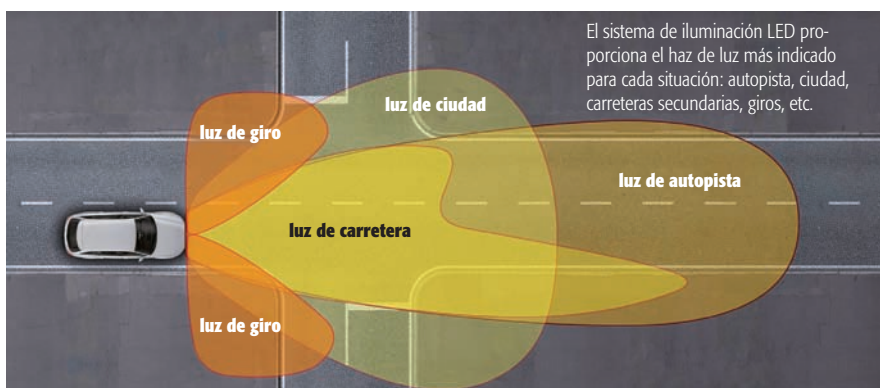 El sistema de iluminación LED pro-
porciona el haz de luz más indicado
para cada situación: autopista, ciudad,
carreteras secundarias, giros, etc.
luz de ciudad
luz de giro
luz de autopista
luz de carretera
luz de giro